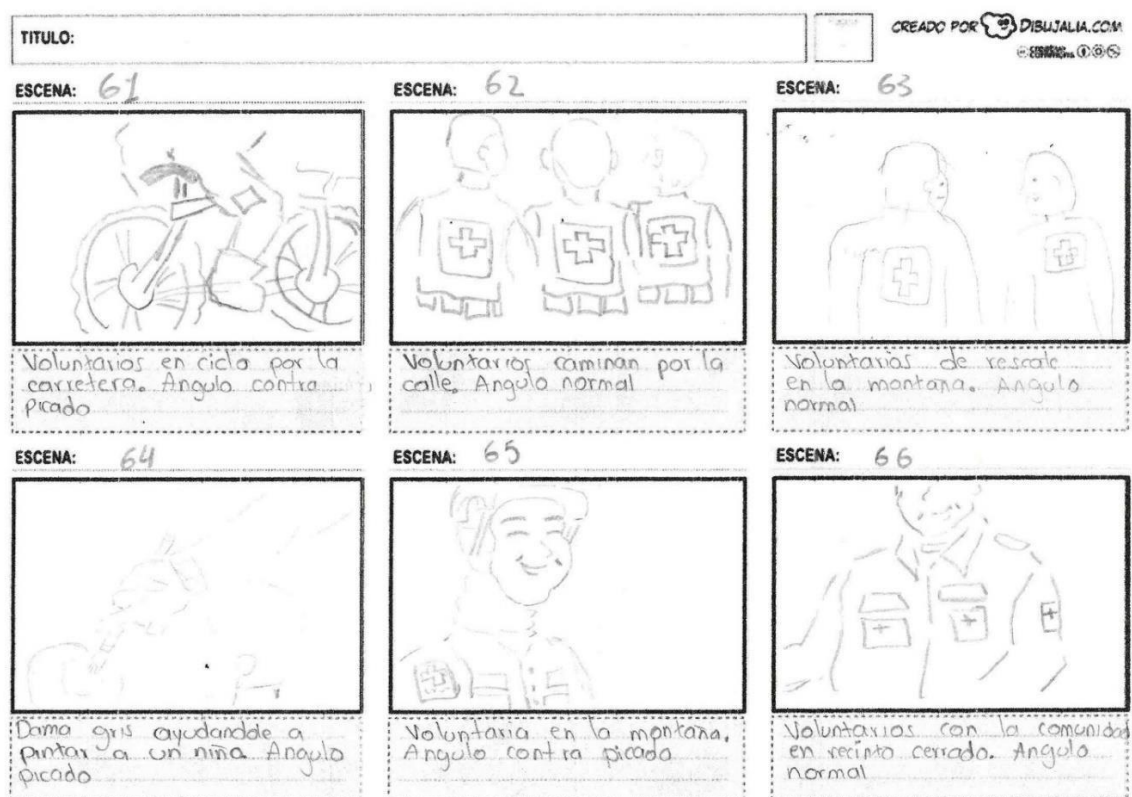 TITULO:
CREADO POR DIBUJALIA.COM
ESCENA: 61
ESCENA: 62
ESCENA: 63
Voluntarios en ciclo por la
carretera. Angulo contra
picado
Voluntarios caminan por la
calle. Angulo normal
Voluntarios de rescate
en la montaña. Angulo
normal
ESCENA: 64
ESCENA: 65
ESCENA: 66
Dama gris ayudandole a
pintar a un niña Angulo
picado
Voluntaria en la montaña.
Angulo contra picado
Voluntarios con la comunidad
en recinto cerrado. Angulo
normal